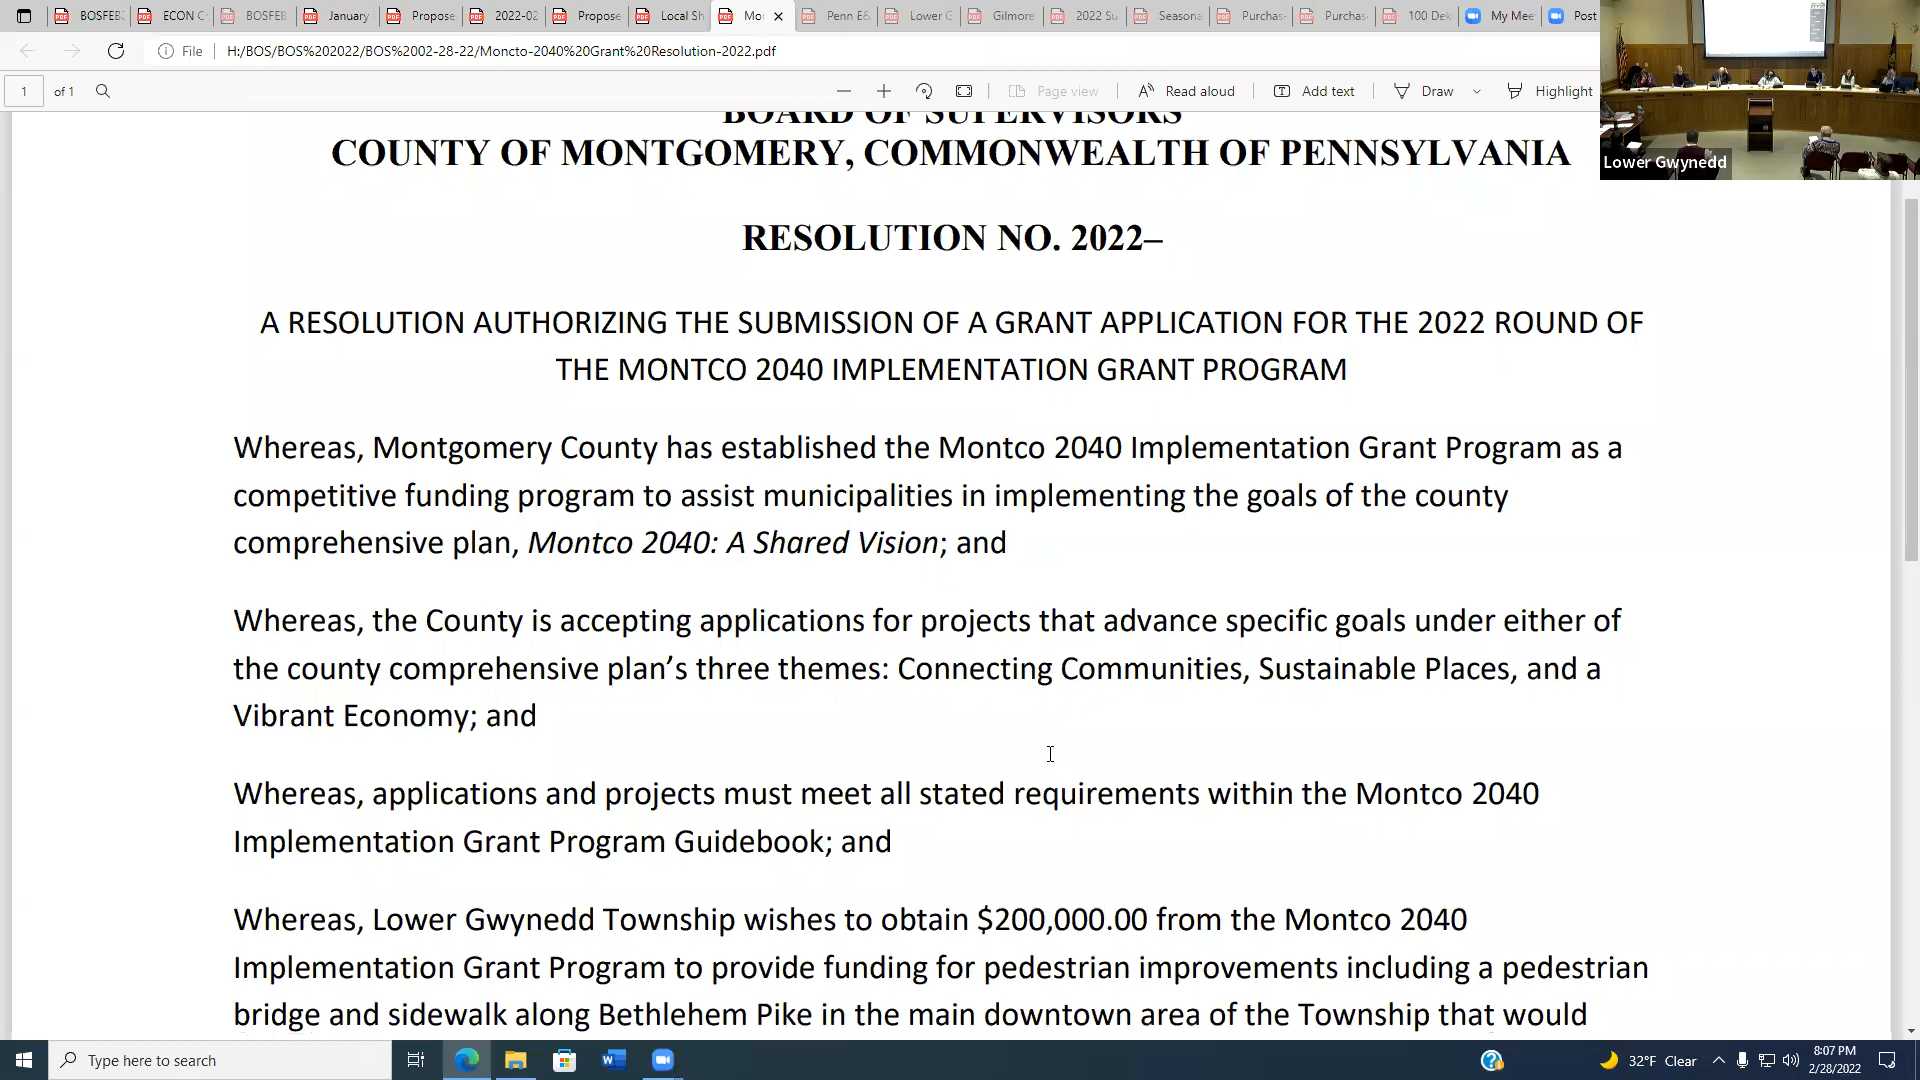 BOSFEB2
ECON C
BOSFEB
January
Propose
2022-02
Propose
Local Sh
Mo
Penn E&
Lower G
Gilmore
2022 Su
Seasona
Purchas
Purchas
100 Dek
My Mee
Post
File H:/BOS/BOS%202022/BOS%2002-28-22/Moncto-2040%20Grant%20Resolution-2022.pdf
1 of 1 Page view Read aloud Add text Draw Highlight
Lower Gwynedd
BOARD OF SUPERVISORS
COUNTY OF MONTGOMERY, COMMONWEALTH OF PENNSYLVANIA
RESOLUTION NO. 2022–
A RESOLUTION AUTHORIZING THE SUBMISSION OF A GRANT APPLICATION FOR THE 2022 ROUND OF
THE MONTCO 2040 IMPLEMENTATION GRANT PROGRAM
Whereas, Montgomery County has established the Montco 2040 Implementation Grant Program as a
competitive funding program to assist municipalities in implementing the goals of the county
comprehensive plan, Montco 2040: A Shared Vision; and
Whereas, the County is accepting applications for projects that advance specific goals under either of
the county comprehensive plan’s three themes: Connecting Communities, Sustainable Places, and a
Vibrant Economy; and
Whereas, applications and projects must meet all stated requirements within the Montco 2040
Implementation Grant Program Guidebook; and
Whereas, Lower Gwynedd Township wishes to obtain $200,000.00 from the Montco 2040
Implementation Grant Program to provide funding for pedestrian improvements including a pedestrian
bridge and sidewalk along Bethlehem Pike in the main downtown area of the Township that would
Type here to search
32°F Clear
8:07 PM
2/28/2022